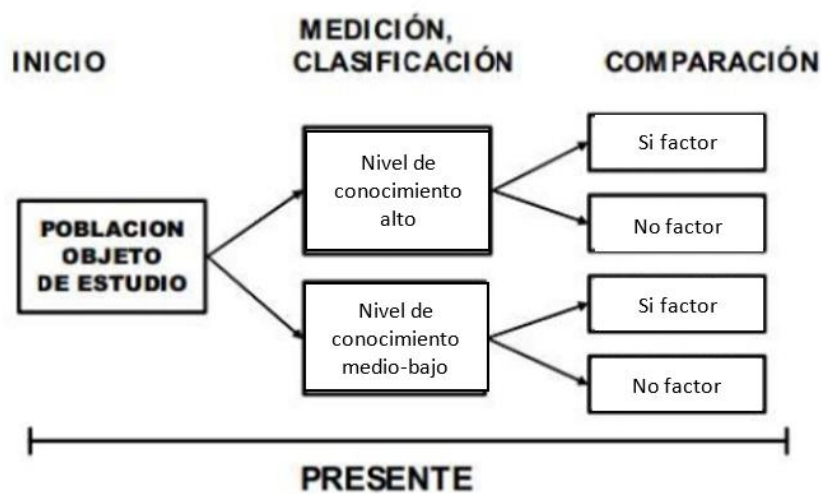 INICIO
MEDICIÓN,
CLASIFICACIÓN
COMPARACIÓN
POBLACION
OBJETO
DE ESTUDIO
Nivel de
conocimiento
alto
Nivel de
conocimiento
medio-bajo
Si factor
No factor
Si factor
No factor
PRESENTE